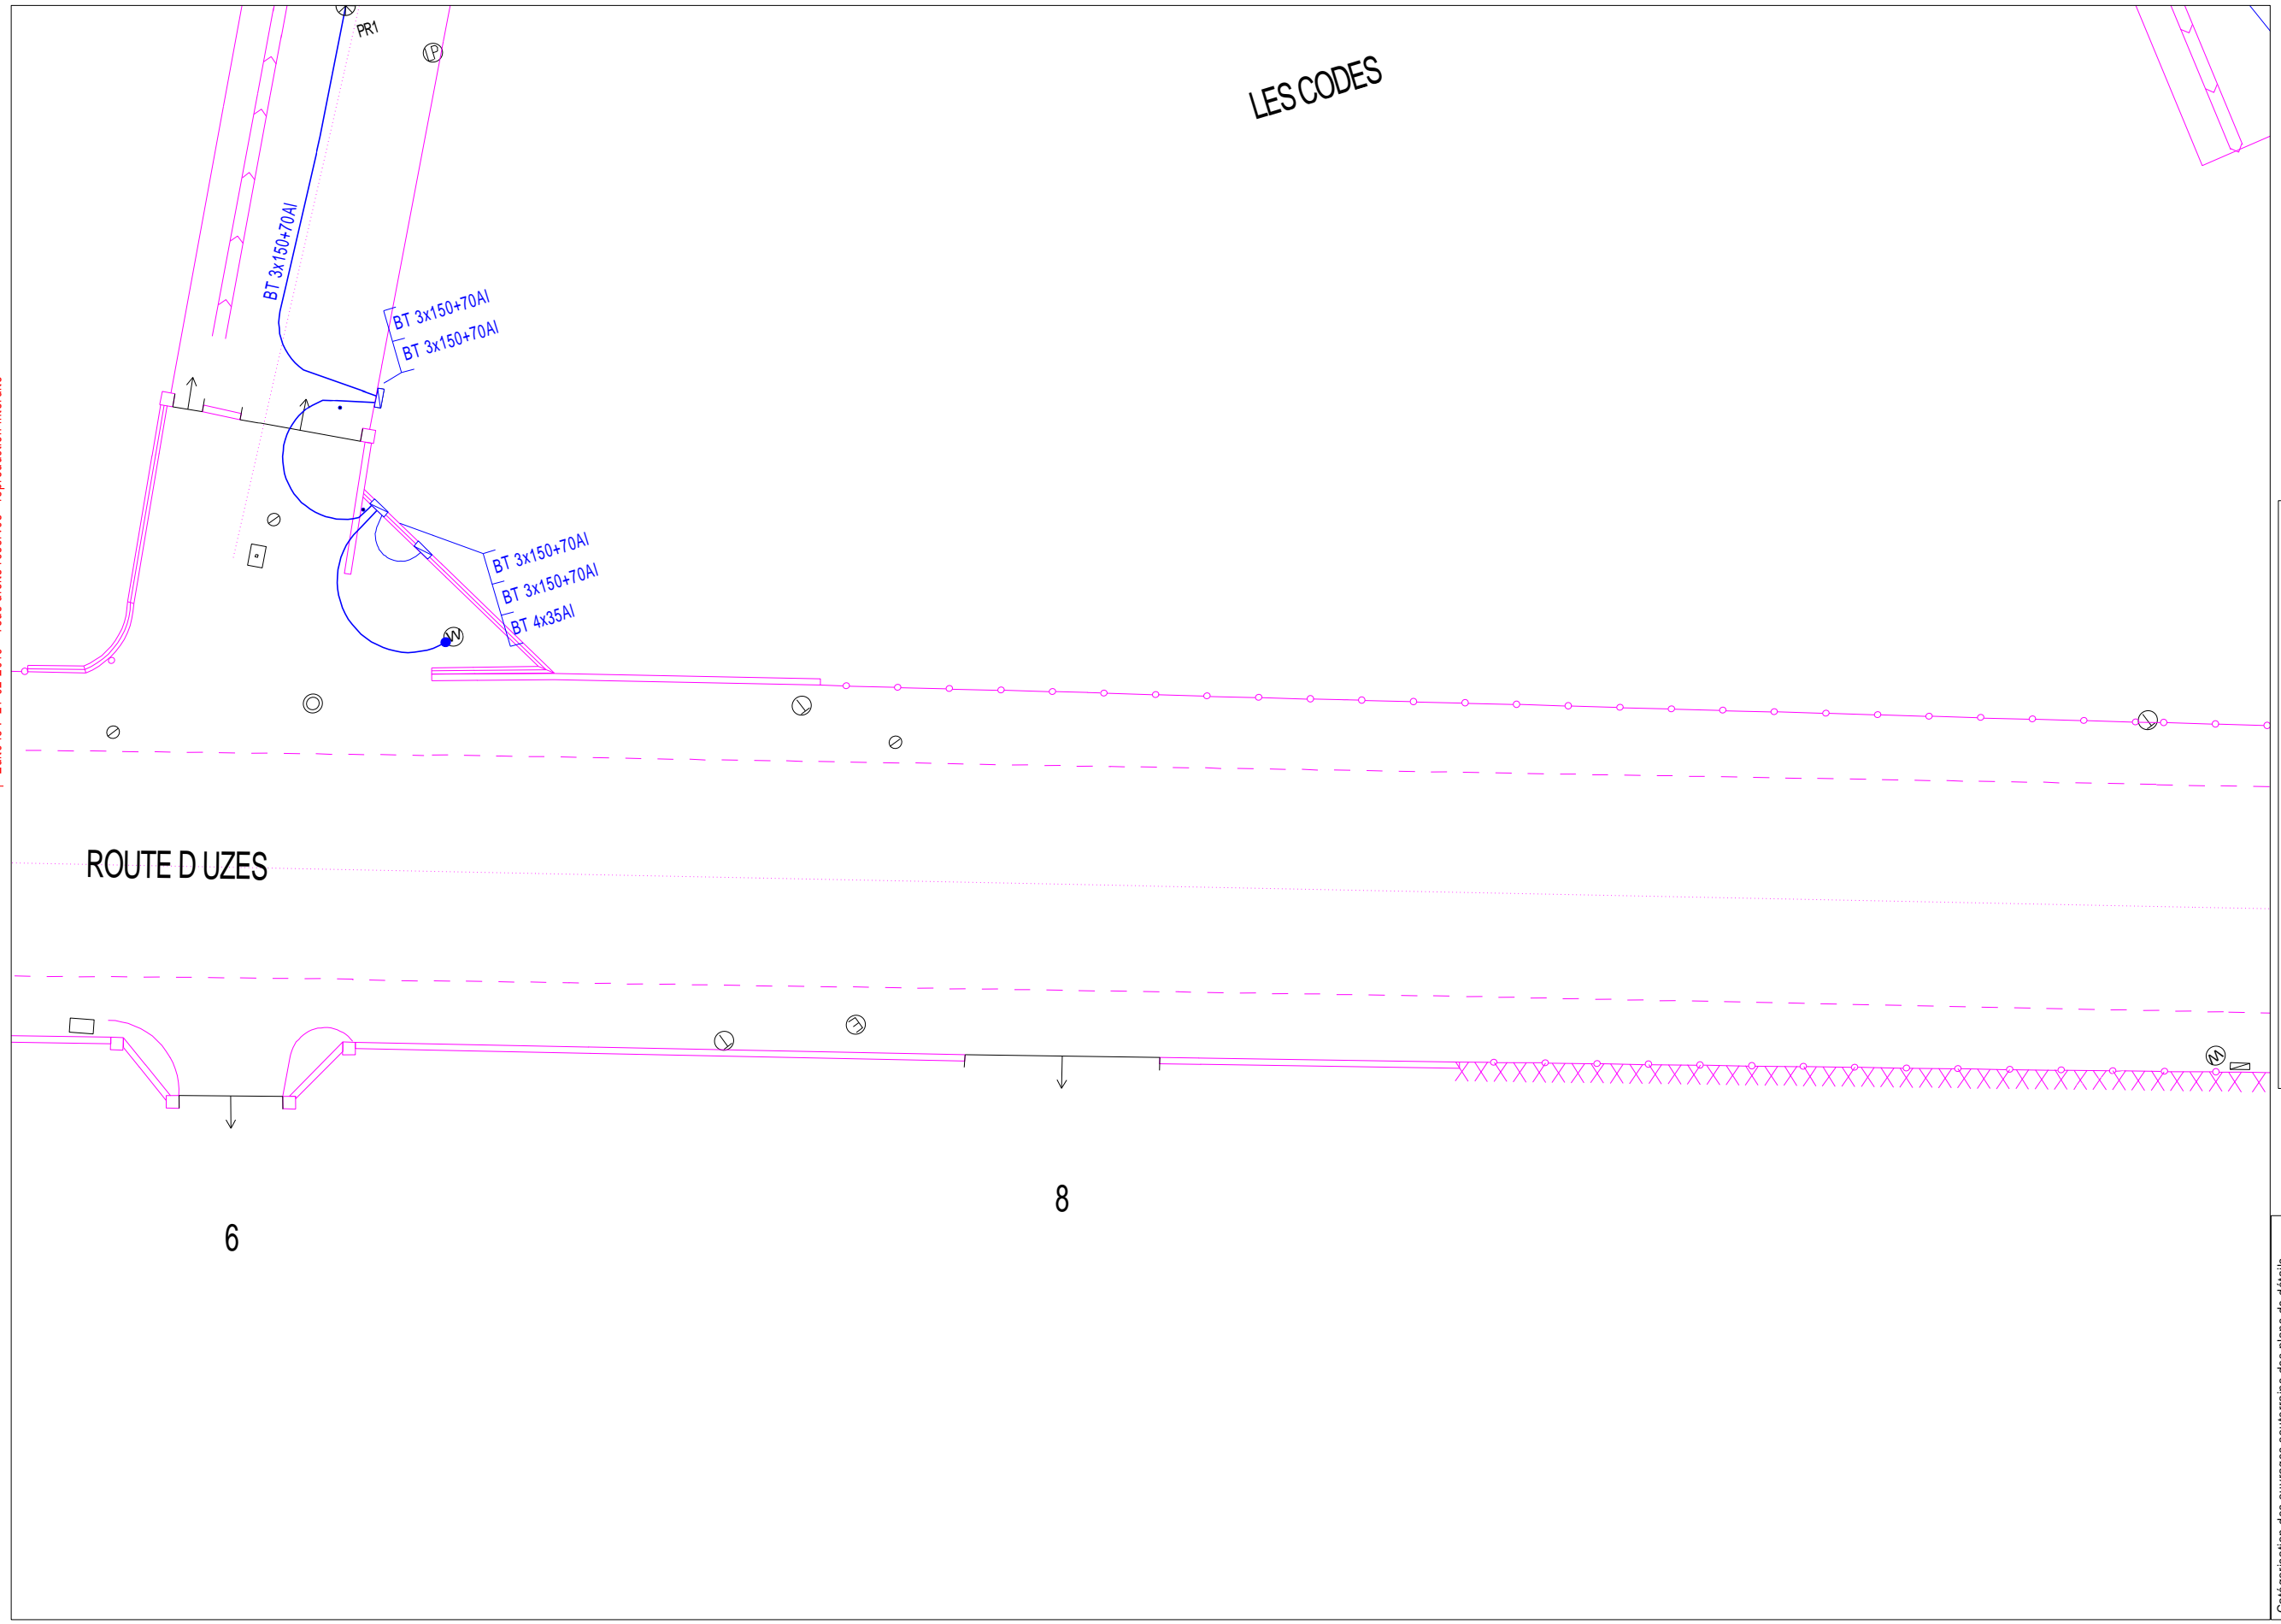 PR1
LP
LES CODES
BT 3x150+70Al
BT 3x150+70Al
BT 3x150+70Al
BT 3x150+70Al
BT 3x150+70Al
BT 4x35Al
M
ROUTE D UZES
E
M
6
8